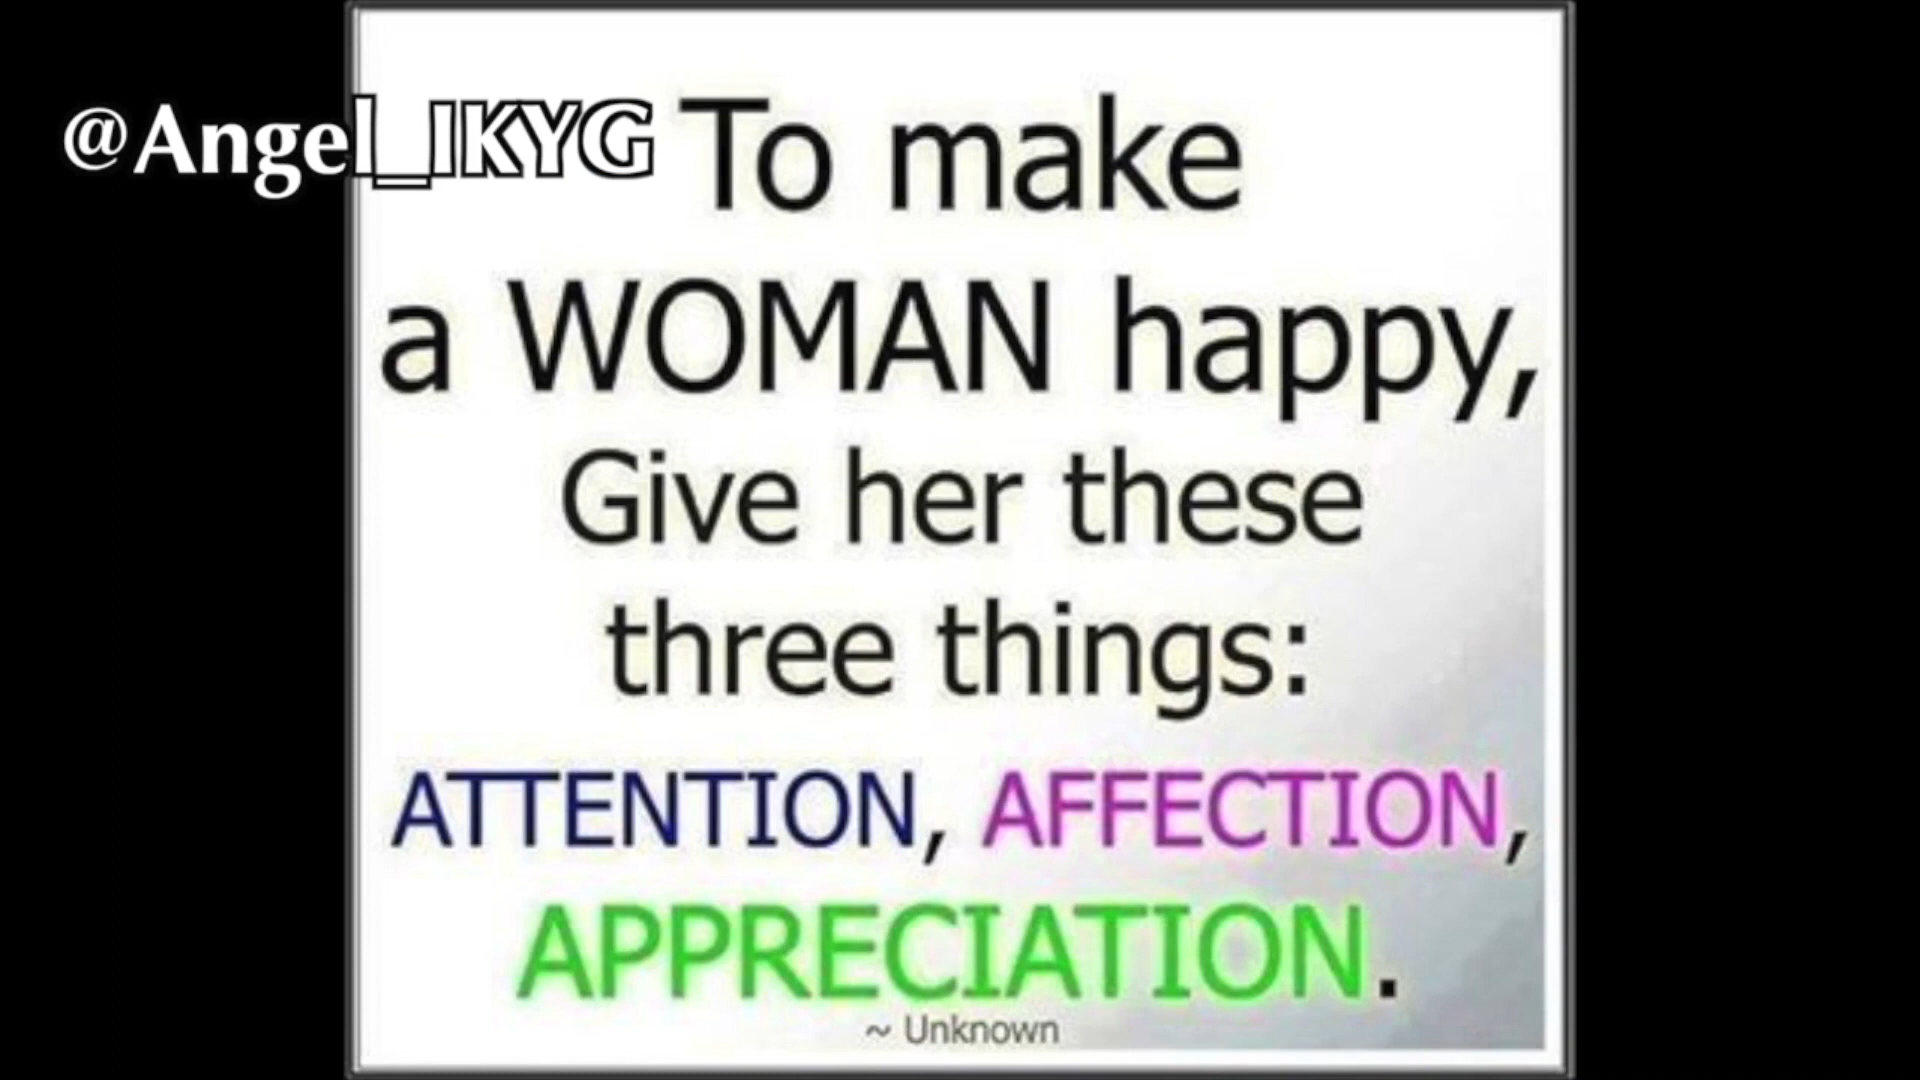 @Angel_IKYG
To make
a WOMAN happy,
Give her these
three things:
ATTENTION, AFFECTION,
APPRECIATION.
~ Unknown